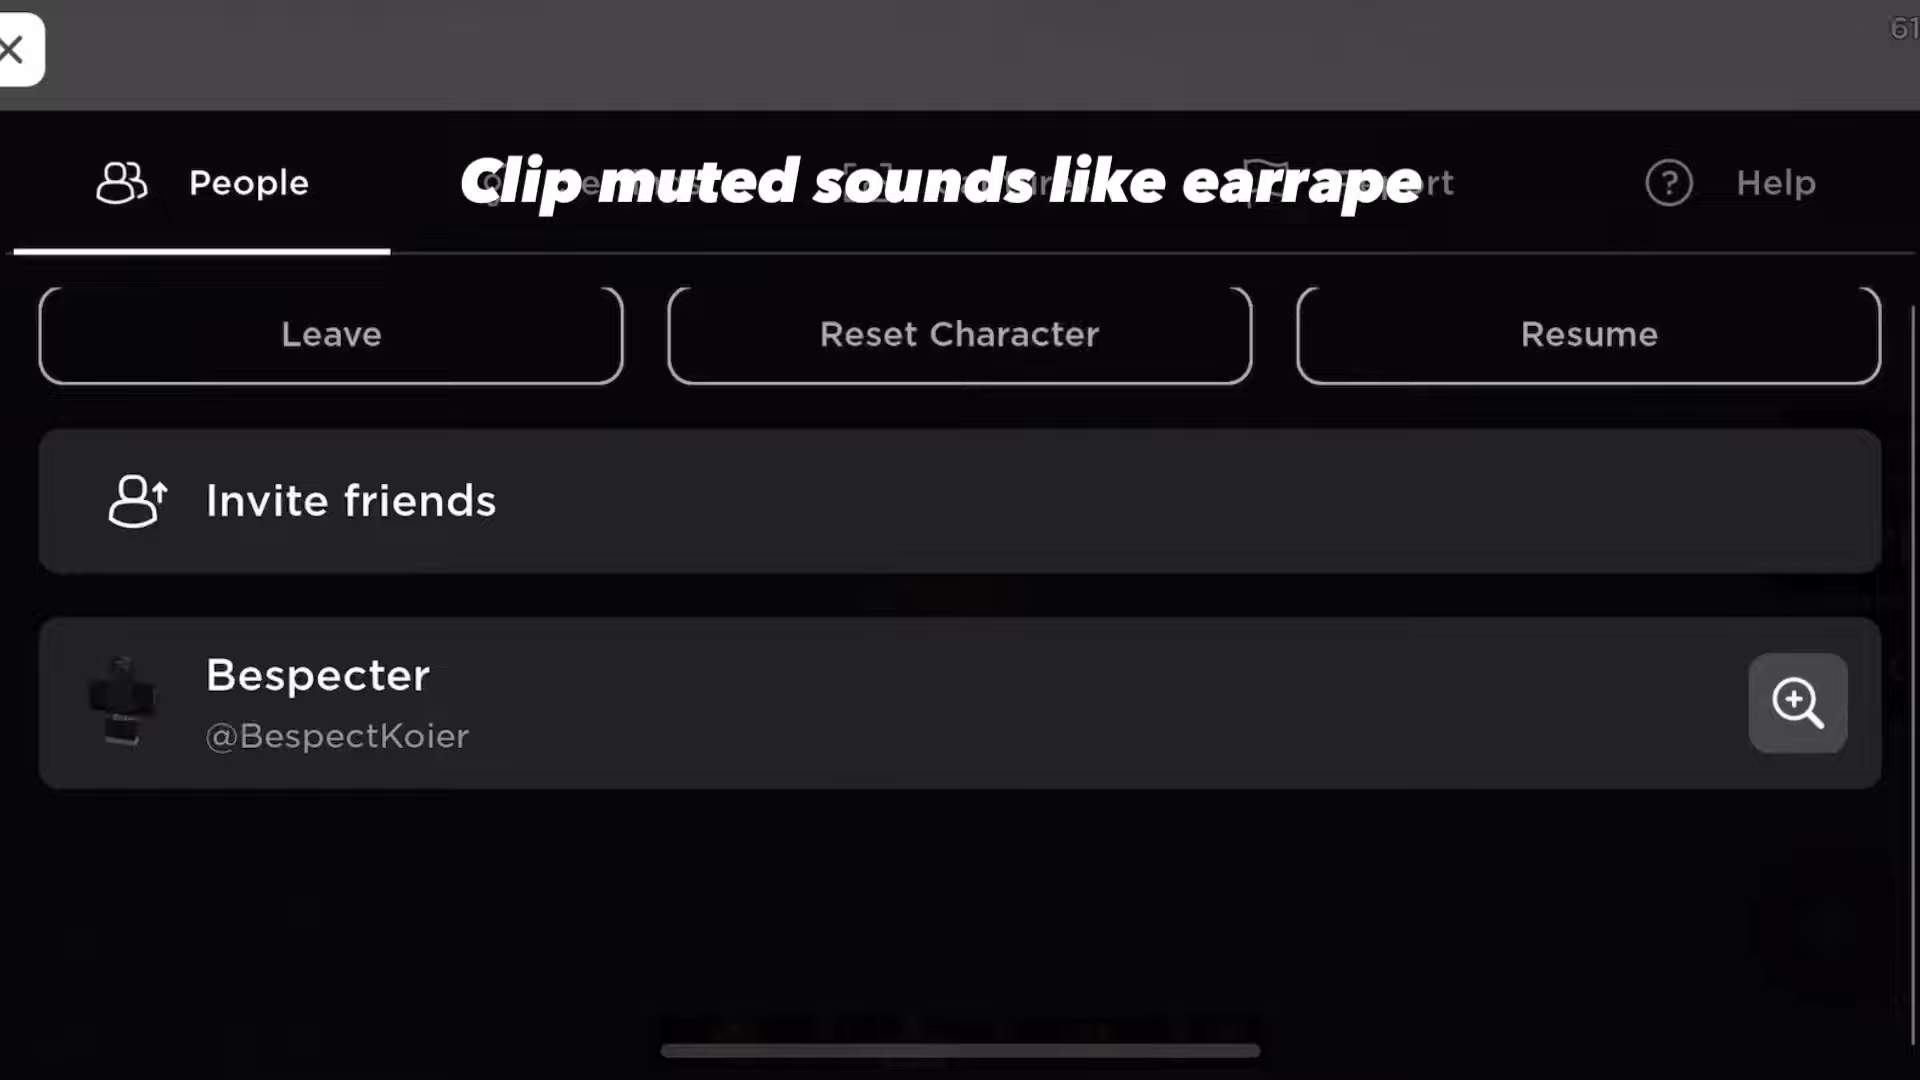 61
People
Clip muted sounds like earrape
Help
Leave
Reset Character
Resume
Invite friends
Bespecter
@BespectKoier